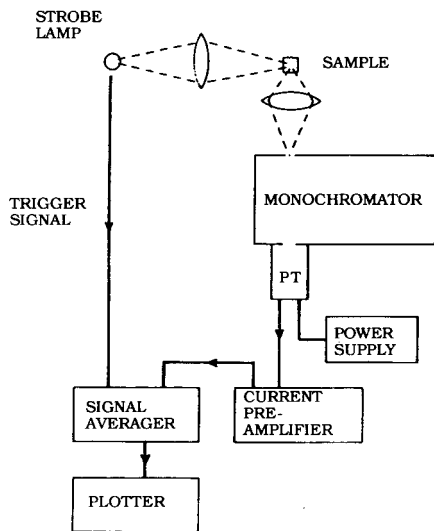 STROBE
LAMP
SAMPLE
MONOCHROMATOR
TRIGGER
SIGNAL
PT
POWER
SUPPLY
SIGNAL
AVERAGER
CURRENT
PRE-
AMPLIFIER
PLOTTER